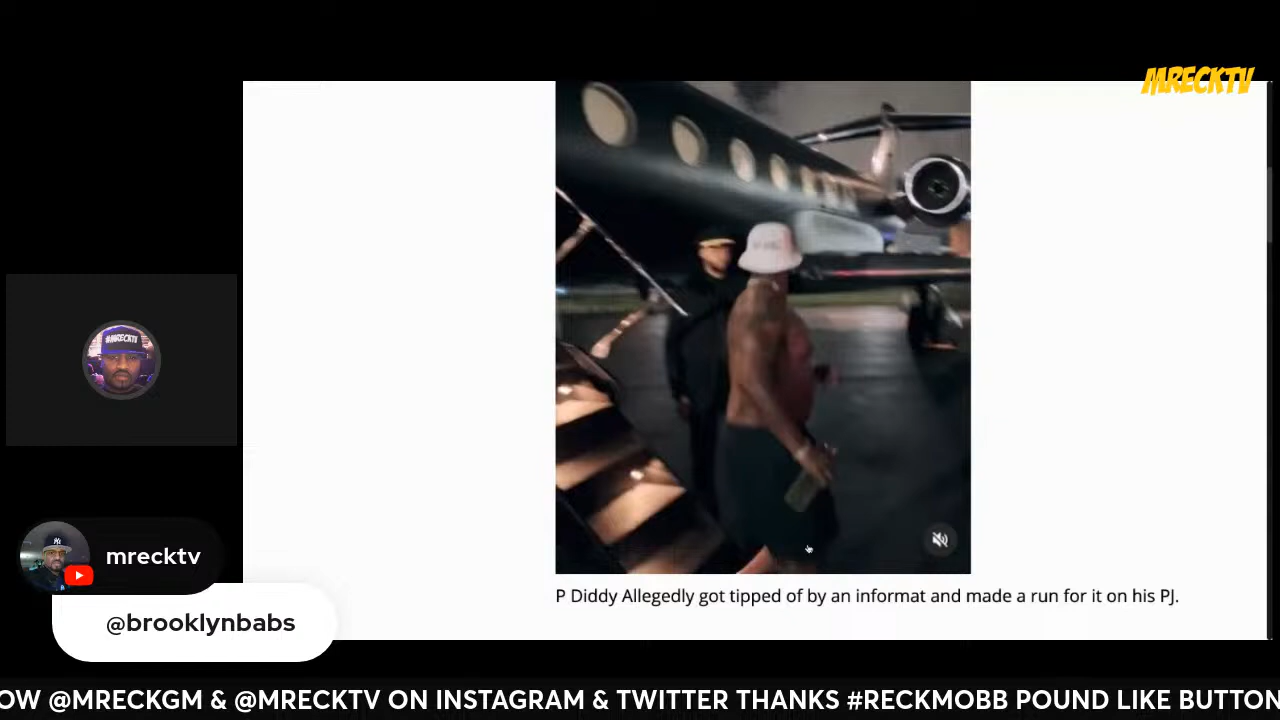 MRECKTV
#MRECKTV
P Diddy Allegedly got tipped of by an informat and made a run for it on his PJ.
mrecktv
@brooklynbabs
OW @MRECKGM & @MRECKTV ON INSTAGRAM & TWITTER THANKS #RECKMOBB POUND LIKE BUTTON